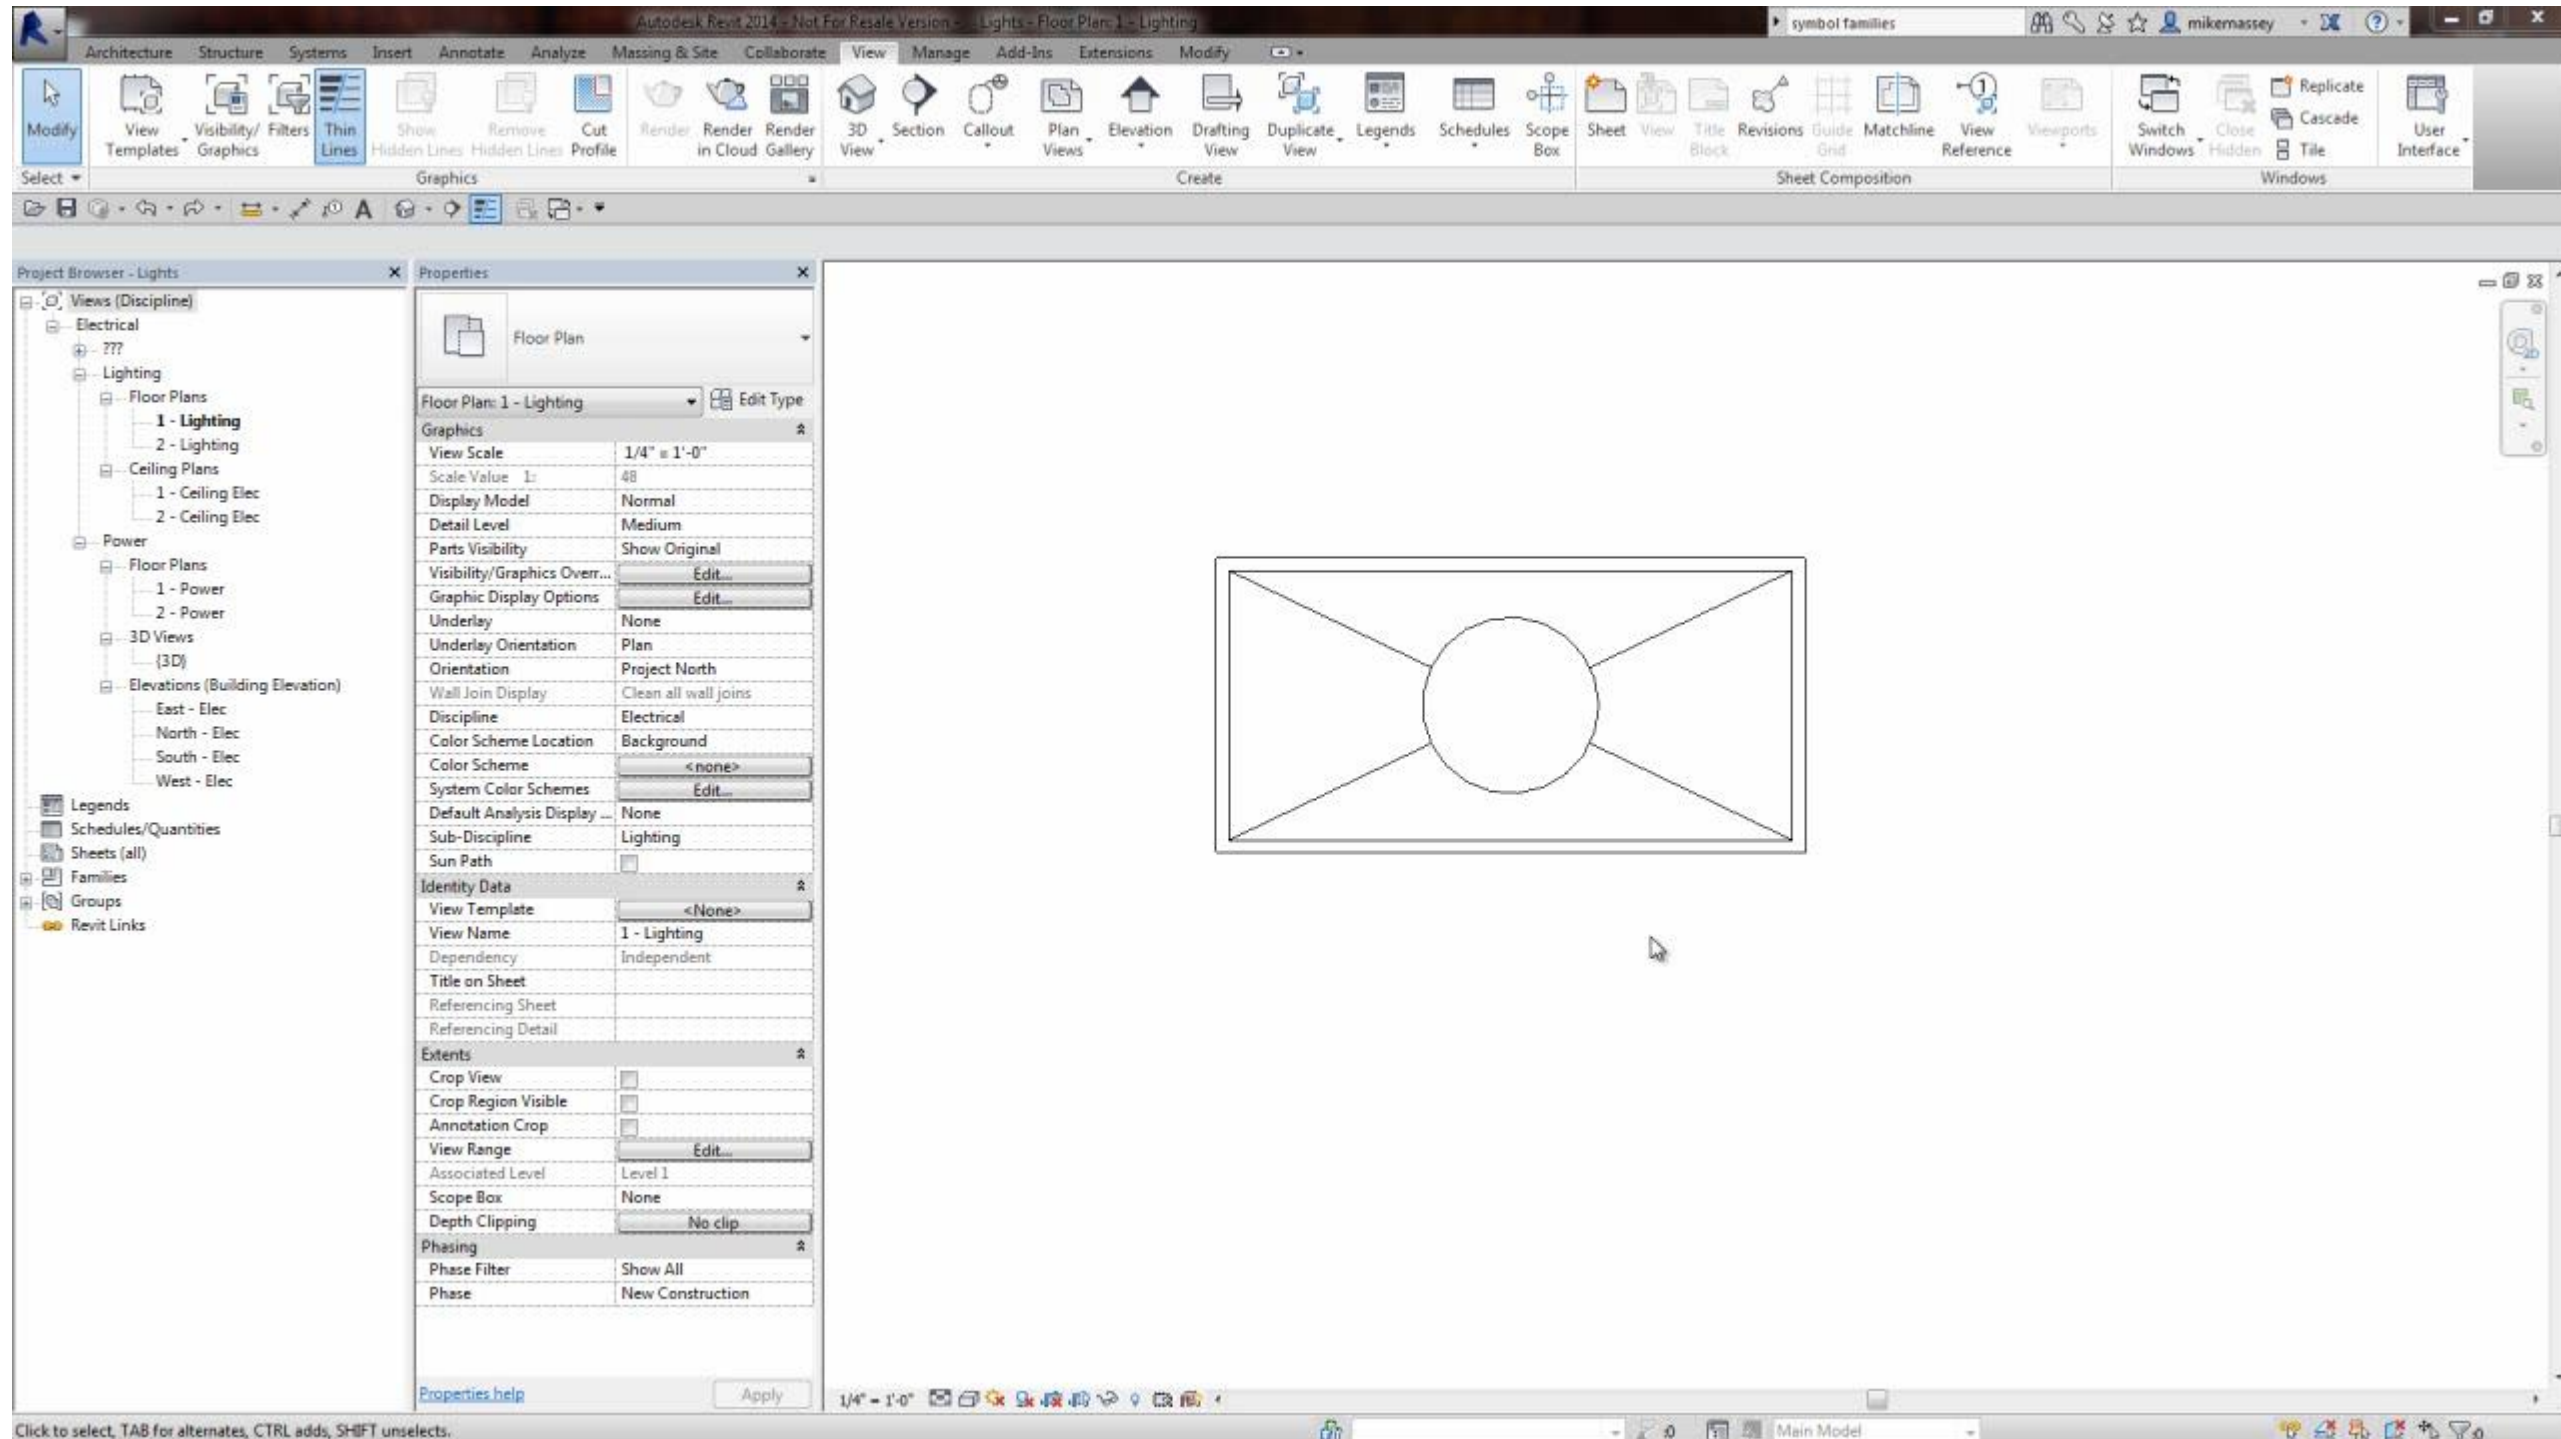 Autodesk Revit 2014 - Not For Resale Version - Lights - Floor Plan: 1 - Lighting
symbol families
mikemassey
Architecture Structure Systems Insert Annotate Analyze Massing & Site Collaborate View Manage Add-Ins Extensions Modify
Modify
View Templates
Visibility/ Graphics
Filters
Thin Lines
Show Hidden Lines
Remove Hidden Lines
Cut Profile
Render
Render in Cloud
Render Gallery
3D View
Section
Callout
Plan Views
Elevation
Drafting View
Duplicate View
Legends
Schedules
Scope Box
Sheet
View
Title Block
Revisions
Guide Grid
Matchline
View Reference
Viewports
Switch Windows
Close Hidden
Replicate
Cascade
Tile
User Interface
Select
Graphics
Create
Sheet Composition
Windows
Project Browser - Lights
Views (Discipline)
Electrical
???
Lighting
Floor Plans
1 - Lighting
2 - Lighting
Ceiling Plans
1 - Ceiling Elec
2 - Ceiling Elec
Power
Floor Plans
1 - Power
2 - Power
3D Views
{3D}
Elevations (Building Elevation)
East - Elec
North - Elec
South - Elec
West - Elec
Legends
Schedules/Quantities
Sheets (all)
Families
Groups
Revit Links
Properties
Floor Plan
Floor Plan: 1 - Lighting
Edit Type
Graphics
View Scale 1/4" = 1'-0"
Scale Value 1: 48
Display Model Normal
Detail Level Medium
Parts Visibility Show Original
Visibility/Graphics Overr... Edit...
Graphic Display Options Edit...
Underlay None
Underlay Orientation Plan
Orientation Project North
Wall Join Display Clean all wall joins
Discipline Electrical
Color Scheme Location Background
Color Scheme <none>
System Color Schemes Edit...
Default Analysis Display ... None
Sub-Discipline Lighting
Sun Path
Identity Data
View Template <None>
View Name 1 - Lighting
Dependency Independent
Title on Sheet
Referencing Sheet
Referencing Detail
Extents
Crop View
Crop Region Visible
Annotation Crop
View Range Edit...
Associated Level Level 1
Scope Box None
Depth Clipping No clip
Phasing
Phase Filter Show All
Phase New Construction
Properties help
Apply
2D
1/4" = 1'-0"
Click to select, TAB for alternates, CTRL adds, SHIFT unselects.
:0
Main Model
:0